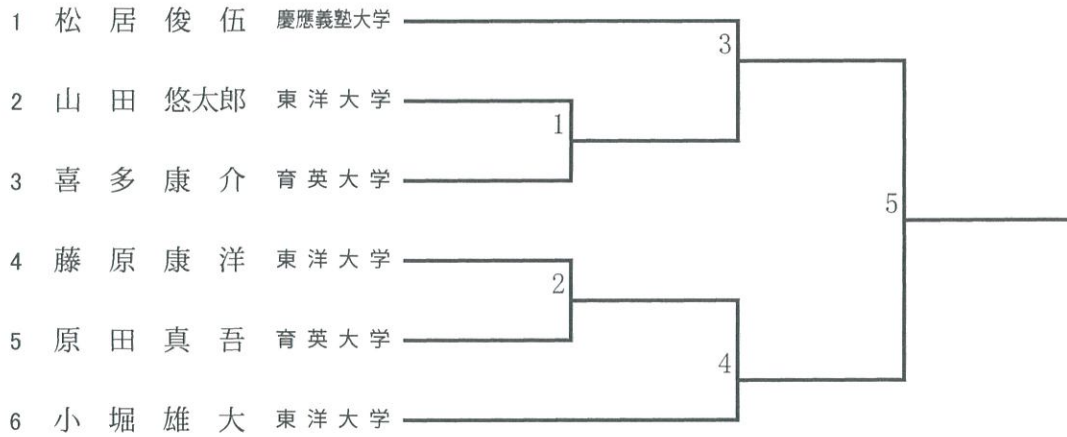 1 松居俊伍 慶應義塾大学
3
2 山田悠太郎 東洋大学
1
3 喜多康介 育英大学
5
4 藤原康洋 東洋大学
2
5 原田真吾 育英大学
4
6 小堀雄大 東洋大学